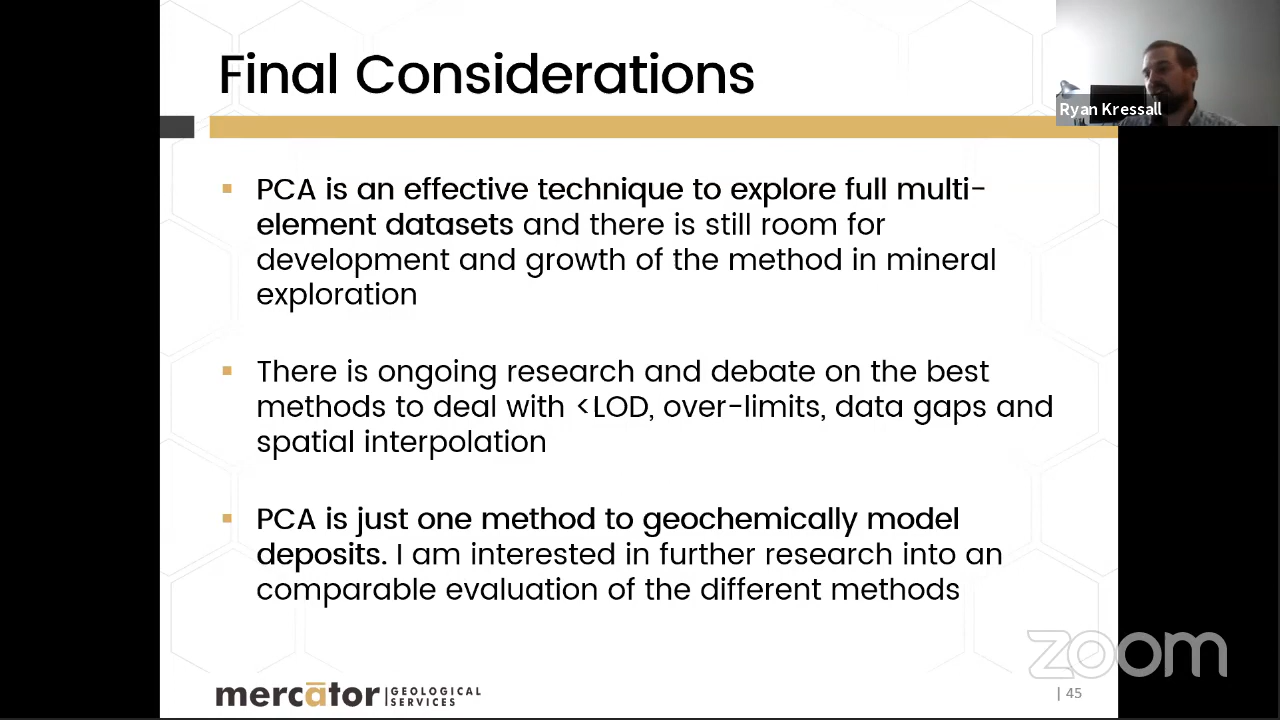 Final Considerations
Ryan Kressall
▪ PCA is an effective technique to explore full multi-
element datasets and there is still room for
development and growth of the method in mineral
exploration
▪ There is ongoing research and debate on the best
methods to deal with <LOD, over-limits, data gaps and
spatial interpolation
▪ PCA is just one method to geochemically model
deposits. I am interested in further research into an
comparable evaluation of the different methods
zoom
mercātor | GEOLOGICAL
SERVICES
| 45